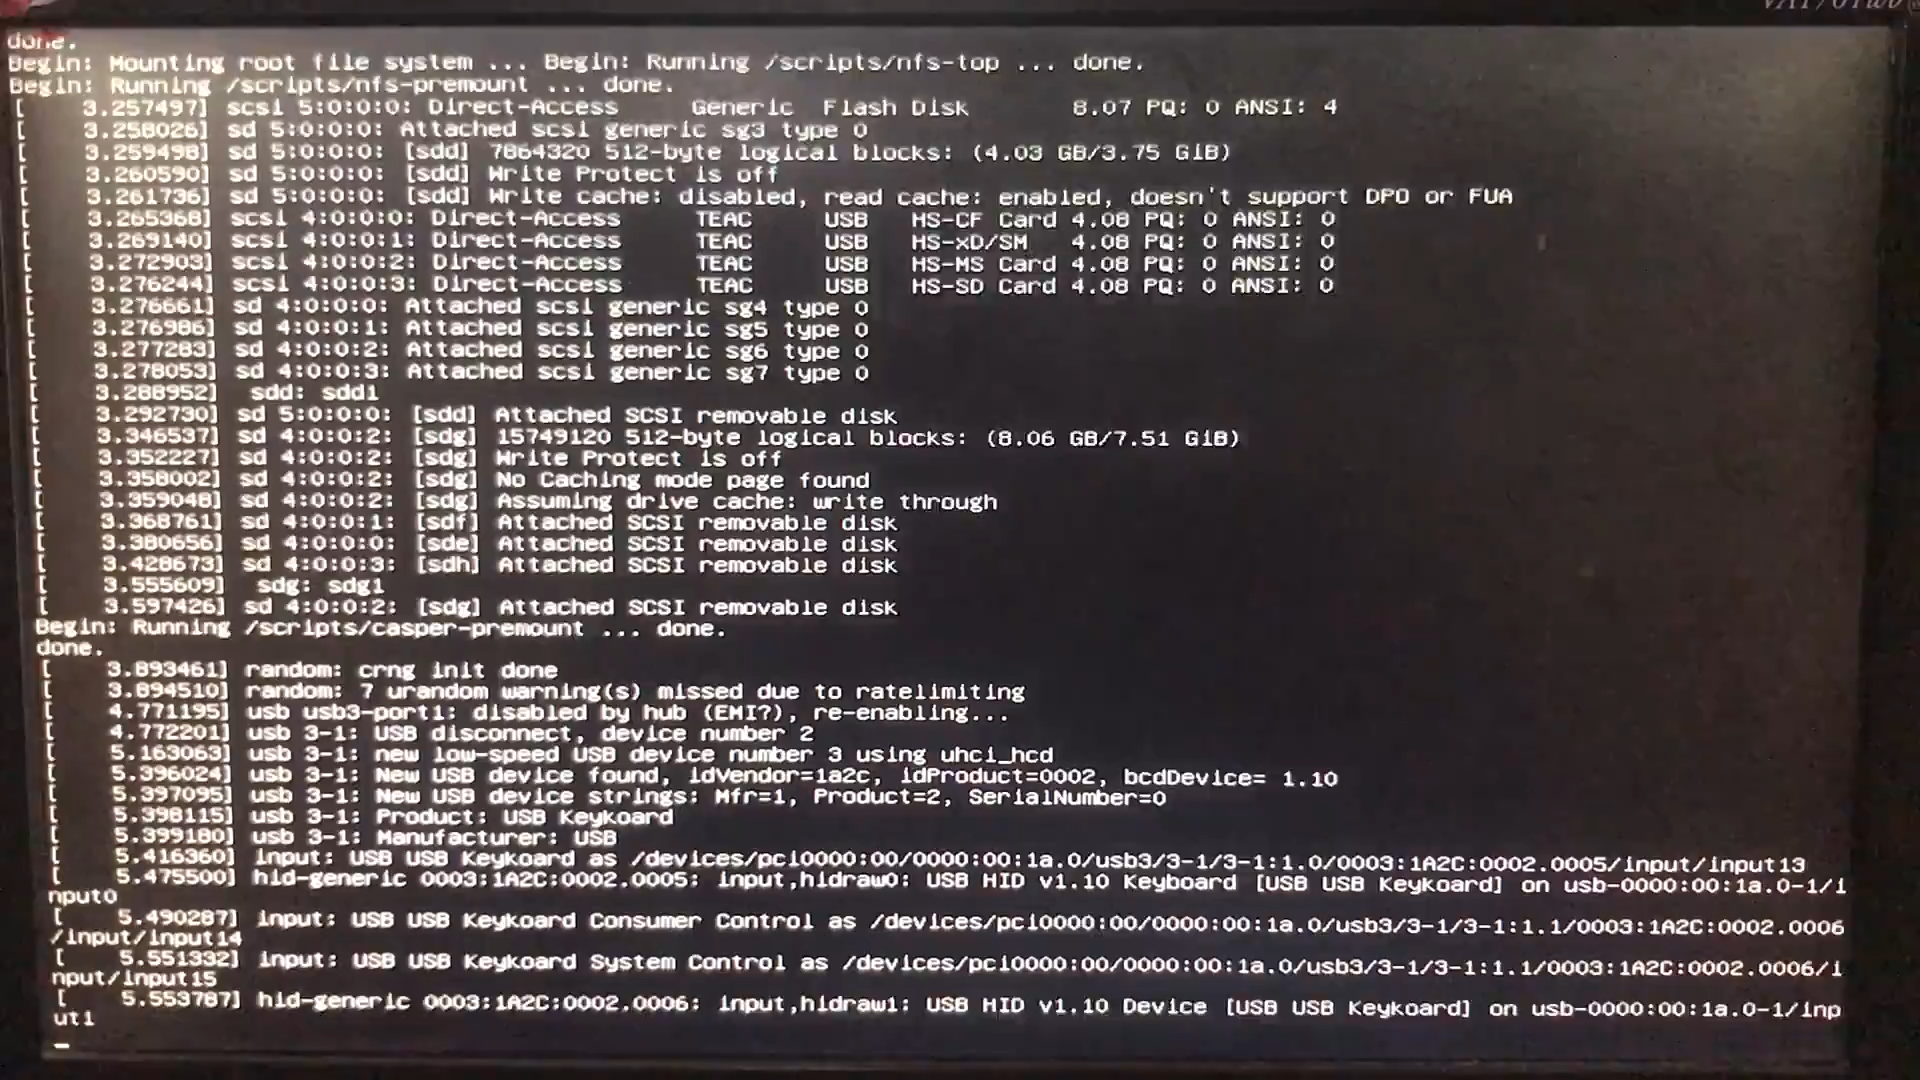 done.
Begin: Mounting root file system ... Begin: Running /scripts/nfs-top ... done.
Begin: Running /scripts/nfs-premount ... done.
[    3.257497] scsi 5:0:0:0: Direct-Access     Generic  Flash Disk       8.07 PQ: 0 ANSI: 4
[    3.258026] sd 5:0:0:0: Attached scsi generic sg3 type 0
[    3.259498] sd 5:0:0:0: [sdd] 7864320 512-byte logical blocks: (4.03 GB/3.75 GiB)
[    3.260590] sd 5:0:0:0: [sdd] Write Protect is off
[    3.261736] sd 5:0:0:0: [sdd] Write cache: disabled, read cache: enabled, doesn't support DPO or FUA
[    3.265368] scsi 4:0:0:0: Direct-Access     TEAC     USB   HS-CF Card 4.08 PQ: 0 ANSI: 0
[    3.269140] scsi 4:0:0:1: Direct-Access     TEAC     USB   HS-xD/SM   4.08 PQ: 0 ANSI: 0
[    3.272903] scsi 4:0:0:2: Direct-Access     TEAC     USB   HS-MS Card 4.08 PQ: 0 ANSI: 0
[    3.276244] scsi 4:0:0:3: Direct-Access     TEAC     USB   HS-SD Card 4.08 PQ: 0 ANSI: 0
[    3.276661] sd 4:0:0:0: Attached scsi generic sg4 type 0
[    3.276986] sd 4:0:0:1: Attached scsi generic sg5 type 0
[    3.277283] sd 4:0:0:2: Attached scsi generic sg6 type 0
[    3.278053] sd 4:0:0:3: Attached scsi generic sg7 type 0
[    3.288952]  sdd: sdd1
[    3.292730] sd 5:0:0:0: [sdd] Attached SCSI removable disk
[    3.346537] sd 4:0:0:2: [sdg] 15749120 512-byte logical blocks: (8.06 GB/7.51 GiB)
[    3.352227] sd 4:0:0:2: [sdg] Write Protect is off
[    3.358002] sd 4:0:0:2: [sdg] No Caching mode page found
[    3.359048] sd 4:0:0:2: [sdg] Assuming drive cache: write through
[    3.368761] sd 4:0:0:1: [sdf] Attached SCSI removable disk
[    3.380656] sd 4:0:0:0: [sde] Attached SCSI removable disk
[    3.428673] sd 4:0:0:3: [sdh] Attached SCSI removable disk
[    3.555609]  sdg: sdg1
[    3.597426] sd 4:0:0:2: [sdg] Attached SCSI removable disk
Begin: Running /scripts/casper-premount ... done.
done.
[    3.893461] random: crng init done
[    3.894510] random: 7 urandom warning(s) missed due to ratelimiting
[    4.771195] usb usb3-port1: disabled by hub (EMI?), re-enabling...
[    4.772201] usb 3-1: USB disconnect, device number 2
[    5.163063] usb 3-1: new low-speed USB device number 3 using uhci_hcd
[    5.396024] usb 3-1: New USB device found, idVendor=1a2c, idProduct=0002, bcdDevice= 1.10
[    5.397095] usb 3-1: New USB device strings: Mfr=1, Product=2, SerialNumber=0
[    5.398115] usb 3-1: Product: USB Keykoard
[    5.399180] usb 3-1: Manufacturer: USB
[    5.416360] input: USB USB Keykoard as /devices/pci0000:00/0000:00:1a.0/usb3/3-1/3-1:1.0/0003:1A2C:0002.0005/input/input13
[    5.475500] hid-generic 0003:1A2C:0002.0005: input,hidraw0: USB HID v1.10 Keyboard [USB USB Keykoard] on usb-0000:00:1a.0-1/i
nput0
[    5.490287] input: USB USB Keykoard Consumer Control as /devices/pci0000:00/0000:00:1a.0/usb3/3-1/3-1:1.1/0003:1A2C:0002.0006
/input/input14
[    5.551332] input: USB USB Keykoard System Control as /devices/pci0000:00/0000:00:1a.0/usb3/3-1/3-1:1.1/0003:1A2C:0002.0006/i
nput/input15
[    5.553787] hid-generic 0003:1A2C:0002.0006: input,hidraw1: USB HID v1.10 Device [USB USB Keykoard] on usb-0000:00:1a.0-1/inp
ut1
_